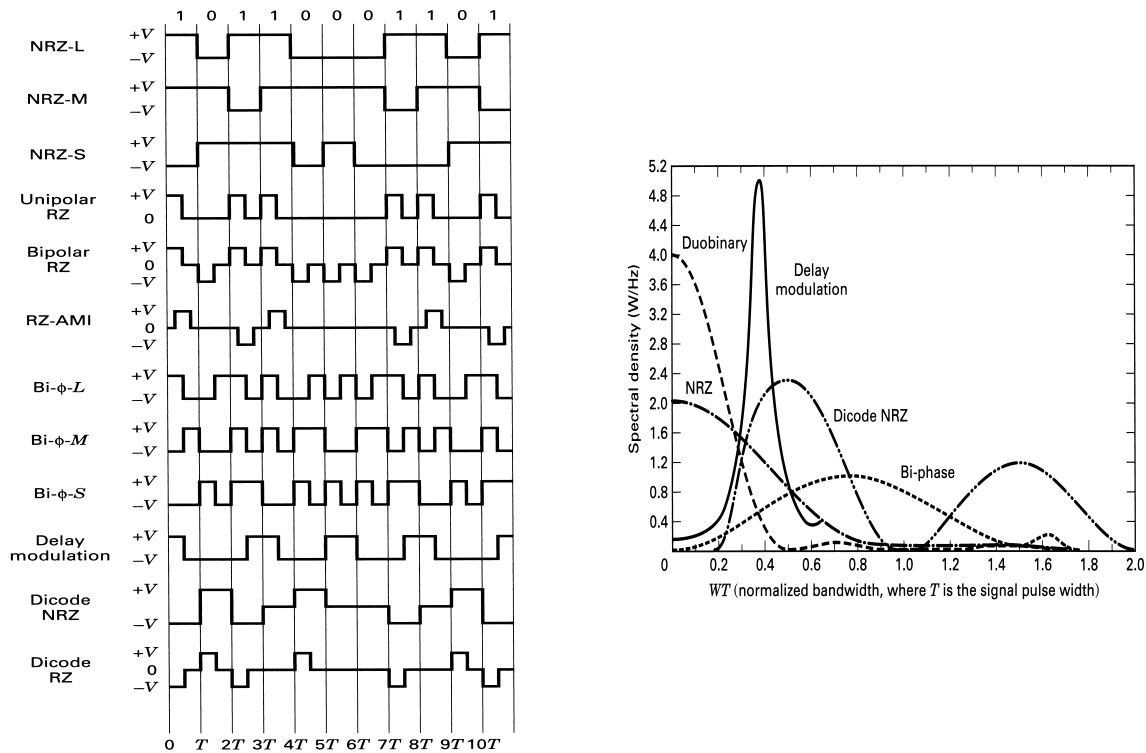 1 0 1 1 0 0 0 1 1 0 1
NRZ-L
+V
−V
NRZ-M
+V
−V
NRZ-S
+V
−V
Unipolar
RZ
+V
0
Bipolar
RZ
+V
0
−V
RZ-AMI
+V
0
−V
Bi-ϕ-L
+V
−V
Bi-ϕ-M
+V
−V
Bi-ϕ-S
+V
−V
Delay
modulation
+V
−V
Dicode
NRZ
+V
−V
Dicode
RZ
+V
0
−V
0 T 2T 3T 4T 5T 6T 7T 8T 9T 10T
Spectral density (W/Hz)
5.2
4.8
4.4
4.0
3.6
3.2
2.8
2.4
2.0
1.6
1.2
0.8
0.4
Duobinary
Delay
modulation
NRZ
Dicode NRZ
Bi-phase
0 0.2 0.4 0.6 0.8 1.0 1.2 1.4 1.6 1.8 2.0
WT (normalized bandwidth, where T is the signal pulse width)